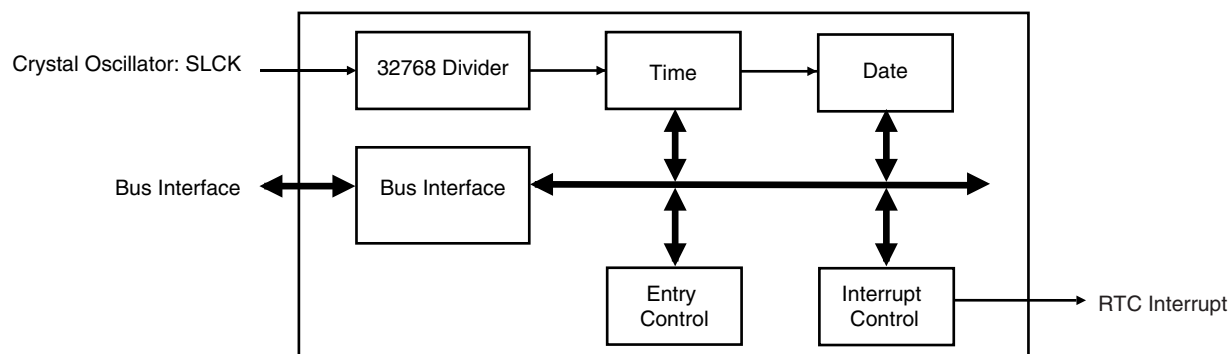 Crystal Oscillator: SLCK
32768 Divider
Time
Date
Bus Interface
Bus Interface
Entry
Control
Interrupt
Control
RTC Interrupt